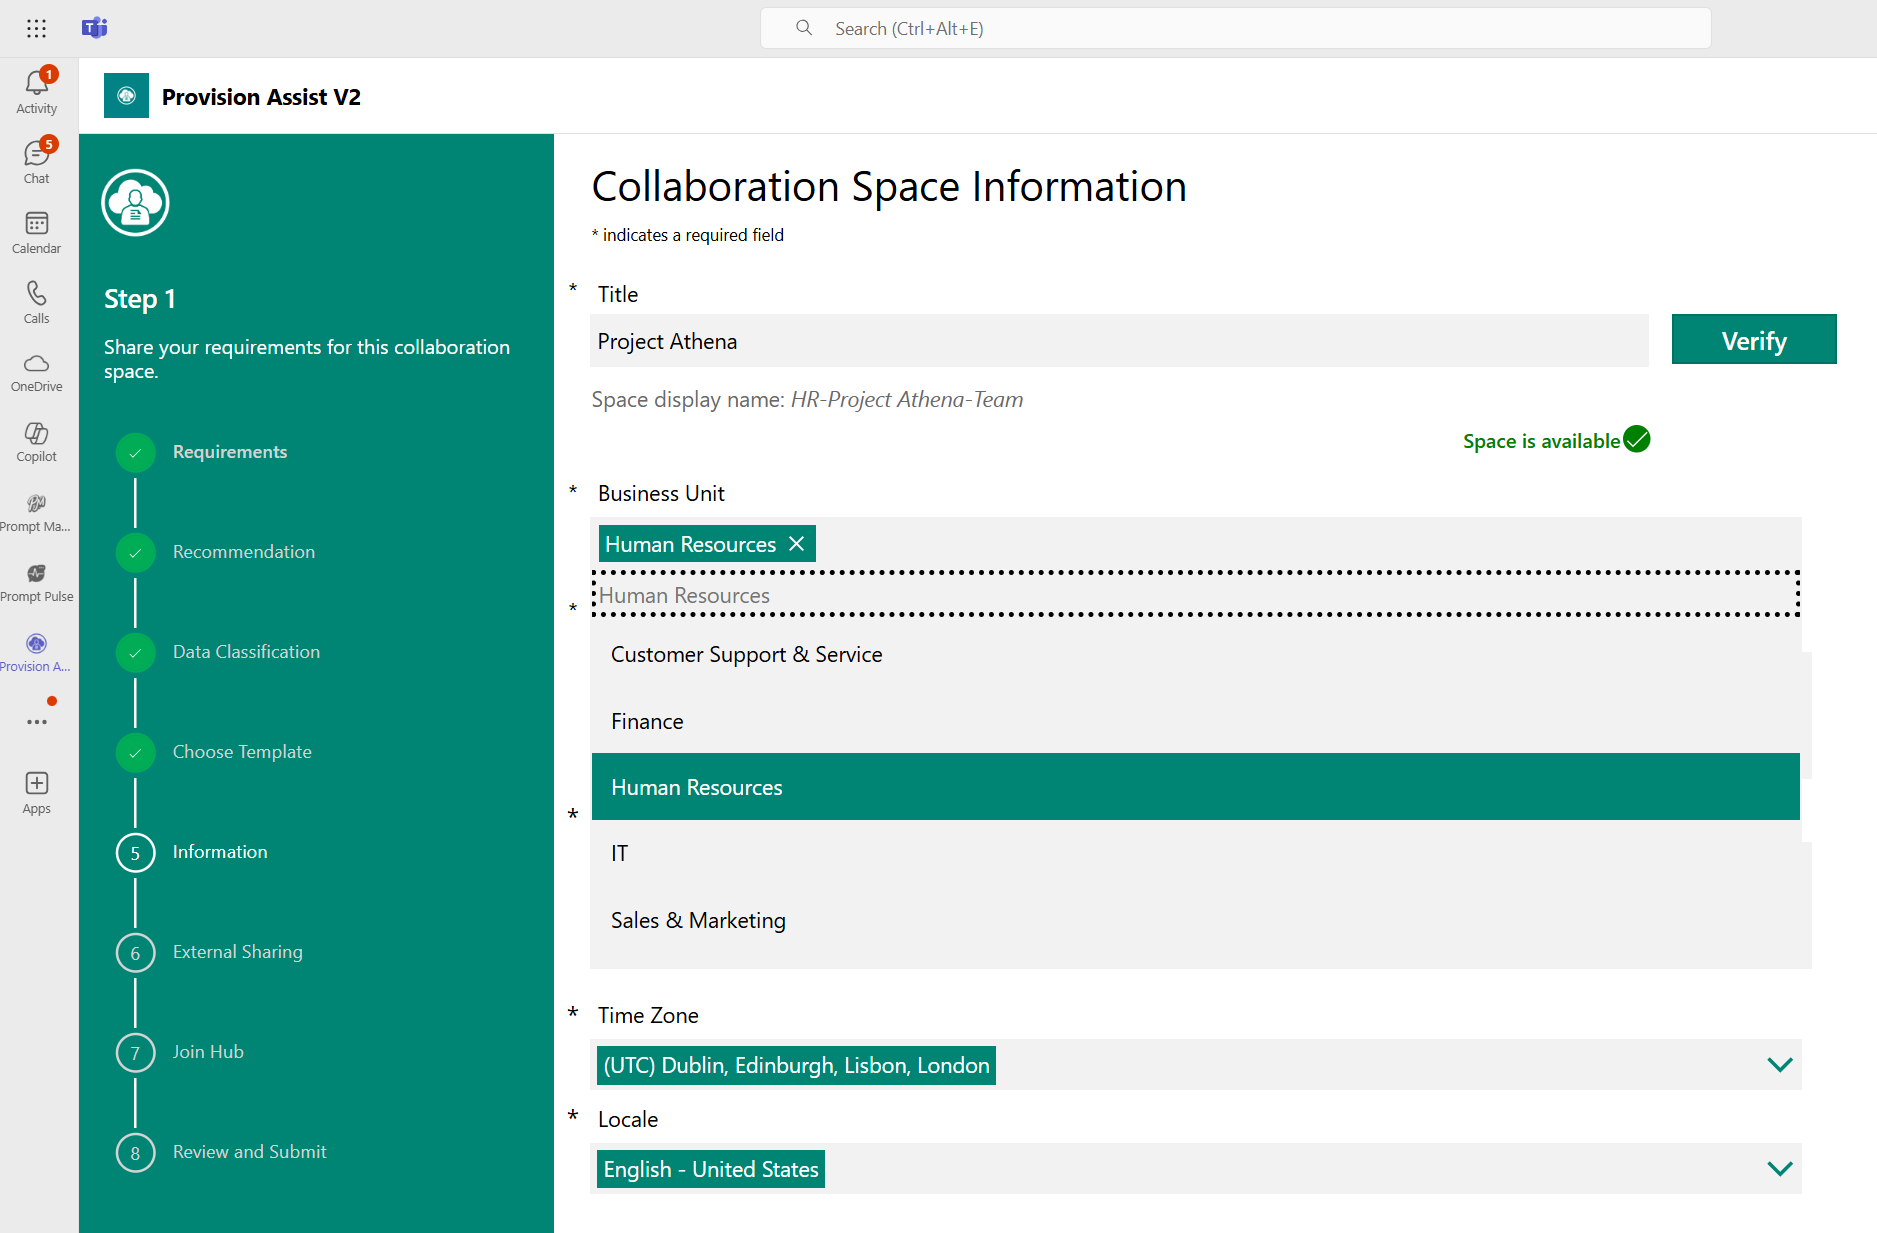 Search (Ctrl+Alt+E)
1
Activity
5
Chat
Calendar
Calls
OneDrive
Copilot
Prompt Ma...
Prompt Pulse
Provision A...
Apps
Provision Assist V2
Step 1
Share your requirements for this collaboration
space.
Requirements
Recommendation
Data Classification
Choose Template
5 Information
6 External Sharing
7 Join Hub
8 Review and Submit
Collaboration Space Information
* indicates a required field
* Title
Project Athena
Verify
Space display name: HR-Project Athena-Team
Space is available
* Business Unit
Human Resources
Human Resources
*
Customer Support & Service
Finance
Human Resources
*
IT
Sales & Marketing
* Time Zone
(UTC) Dublin, Edinburgh, Lisbon, London
* Locale
English - United States